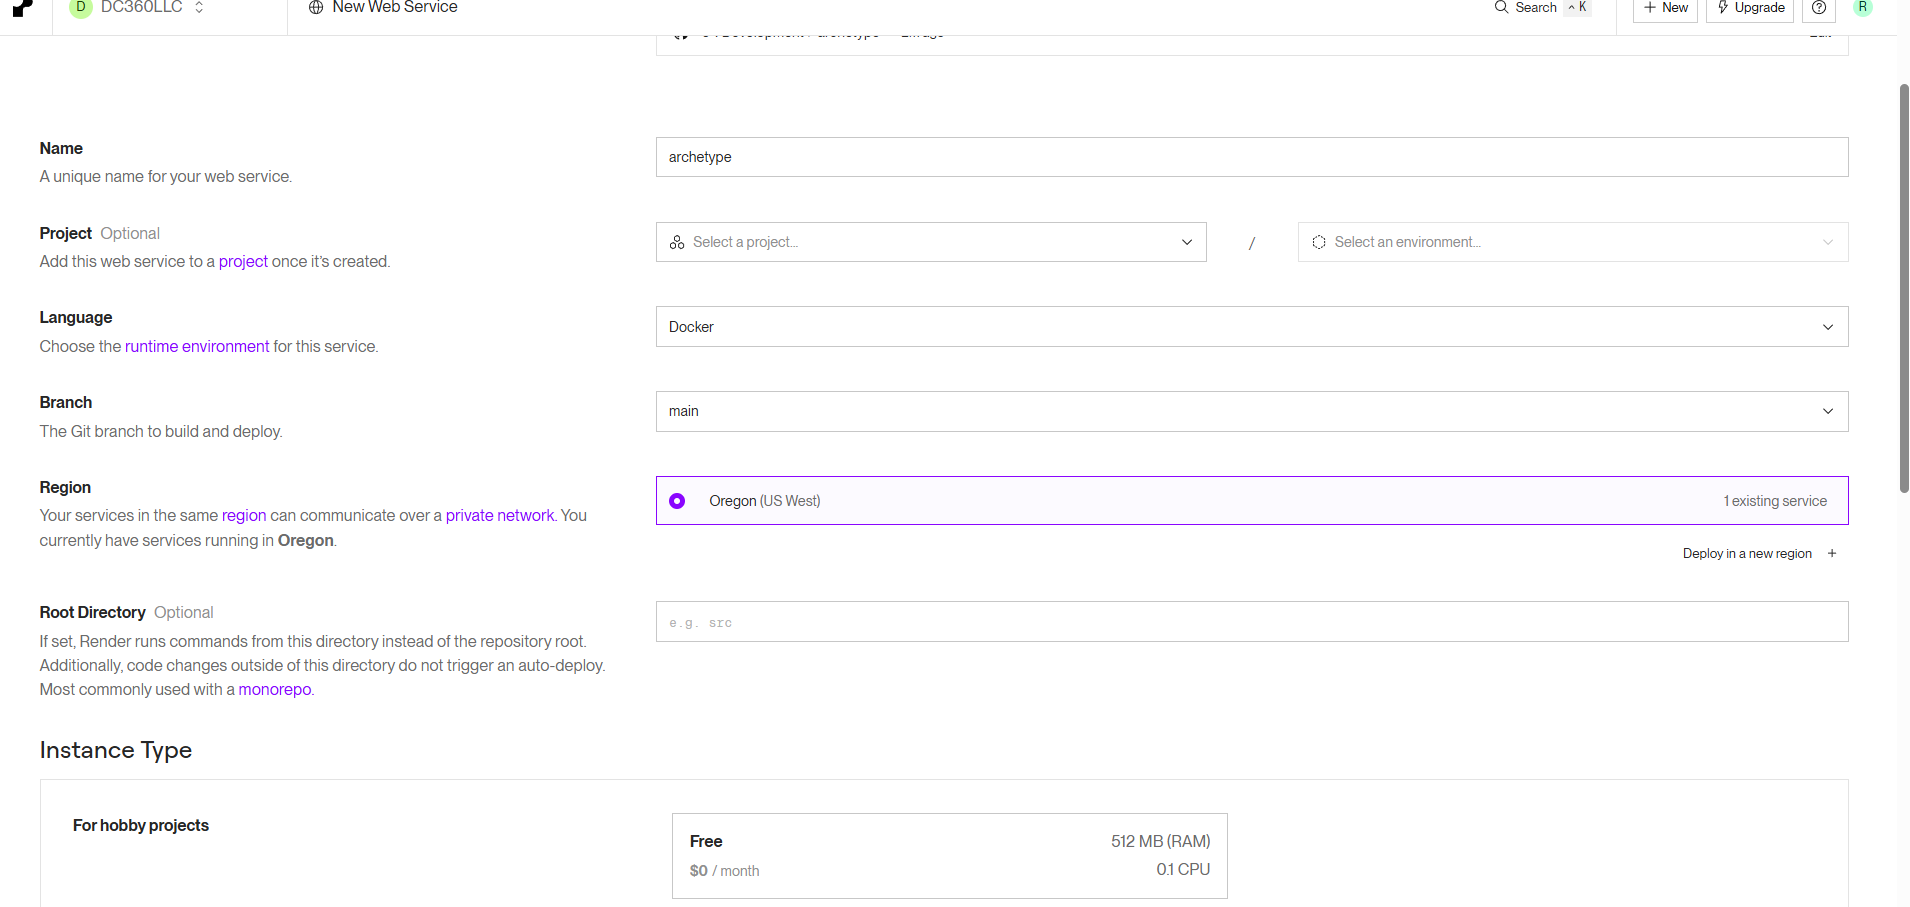 D DC360LLC
New Web Service
Search ^ K
+ New
Upgrade
R
Name
A unique name for your web service.
archetype
Project Optional
Add this web service to a project once it's created.
Select a project...
/
Select an environment...
Language
Choose the runtime environment for this service.
Docker
Branch
The Git branch to build and deploy.
main
Region
Your services in the same region can communicate over a private network. You
currently have services running in Oregon.
Oregon (US West)
1 existing service
Deploy in a new region +
Root Directory Optional
If set, Render runs commands from this directory instead of the repository root.
Additionally, code changes outside of this directory do not trigger an auto-deploy.
Most commonly used with a monorepo.
e.g. src
Instance Type
For hobby projects
Free
512 MB (RAM)
$0 / month
0.1 CPU